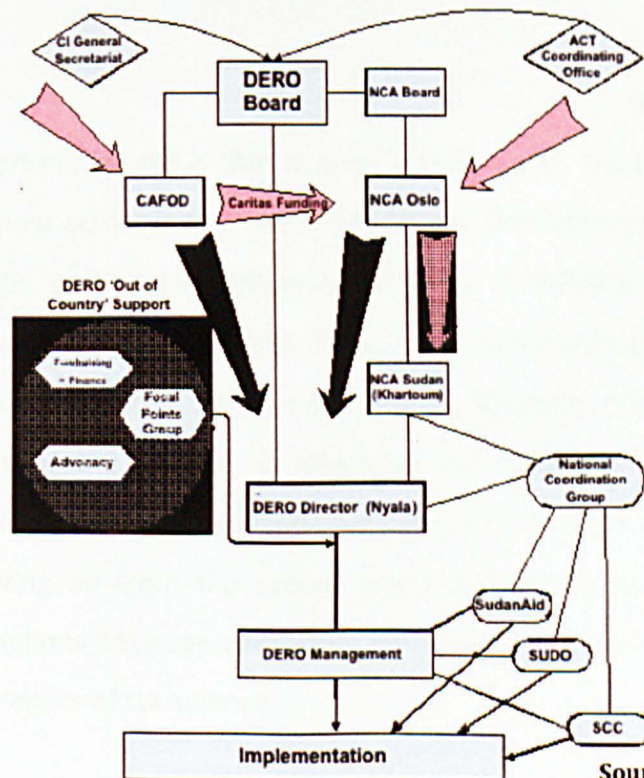 CI General
Secretariat
DERO
Board
NCA Board
ACT
Coordinating
Office
CAFOD
Caritas Funding
NCA Oslo
DERO 'Out of
Country' Support
Fundraising
Finance
Focal
Points
Group
Advocacy
NCA Sudan
(Khartoum)
National
Coordination
Group
DERO Director (Nyala)
SudanAid
DERO Management
SUDO
SCC
Implementation
Sou